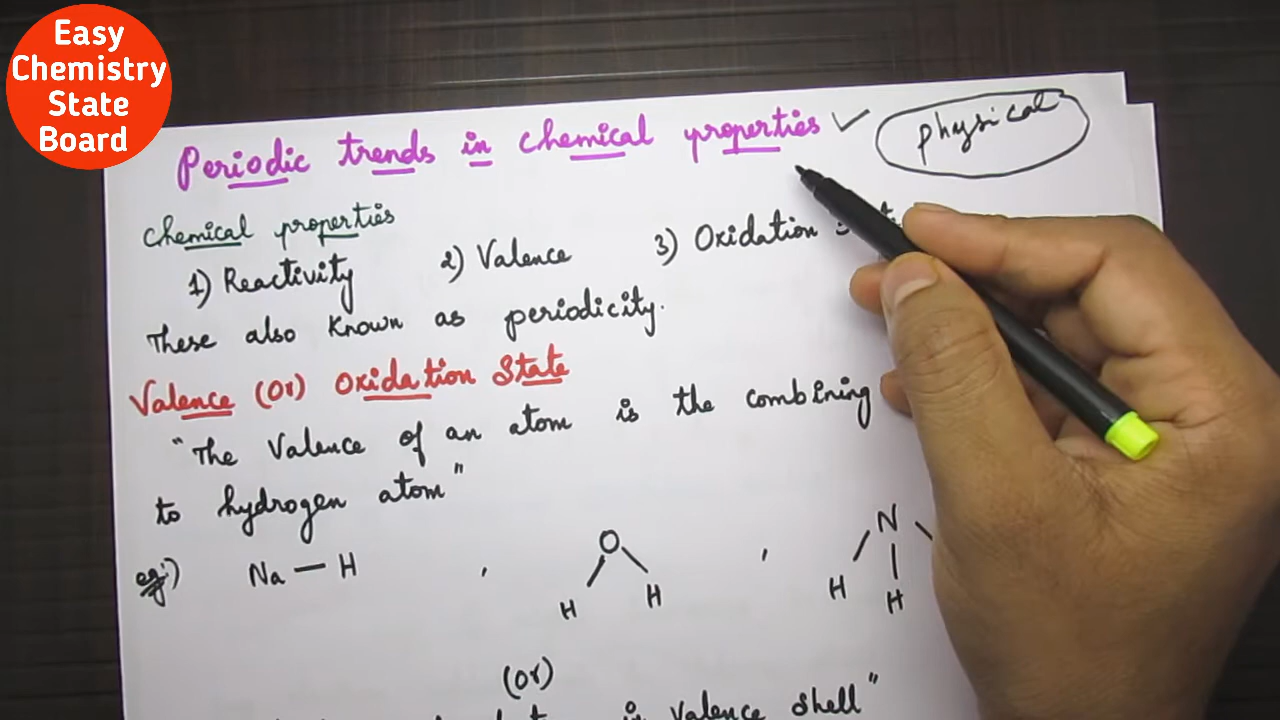 Easy
Chemistry
State
Board
Periodic trends in chemical properties ✓ physical
chemical properties
1) Reactivity 2) Valence 3) Oxidation
These also known as periodicity.
Valence (Or) Oxidation State
"The Valence of an atom is the combining
to hydrogen atom"
eg:) Na — H , O , N
H H H H
(or)
in Valence shell"